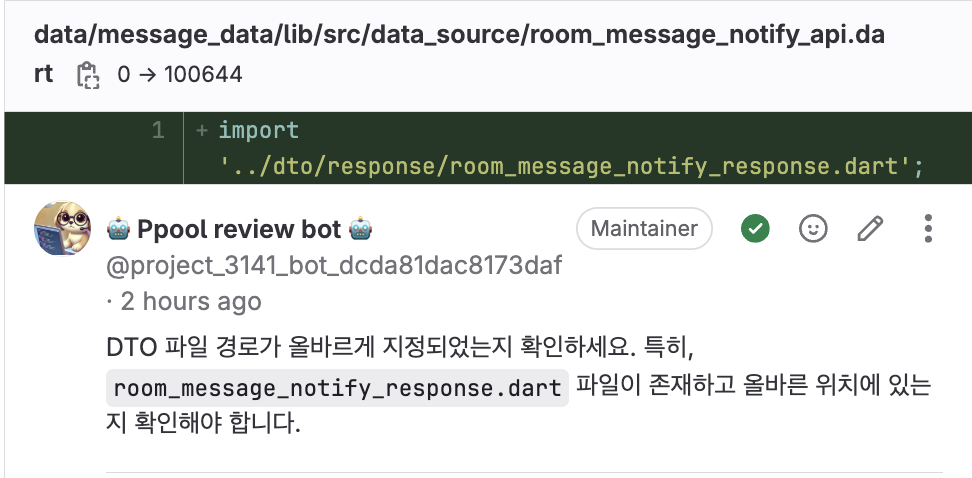 data/message_data/lib/src/data_source/room_message_notify_api.da
rt 0 → 100644
1 + import
'../dto/response/room_message_notify_response.dart';
🤖 Ppool review bot 🤖 Maintainer
@project_3141_bot_dcda81dac8173daf
· 2 hours ago
DTO 파일 경로가 올바르게 지정되었는지 확인하세요. 특히,
room_message_notify_response.dart 파일이 존재하고 올바른 위치에 있는
지 확인해야 합니다.